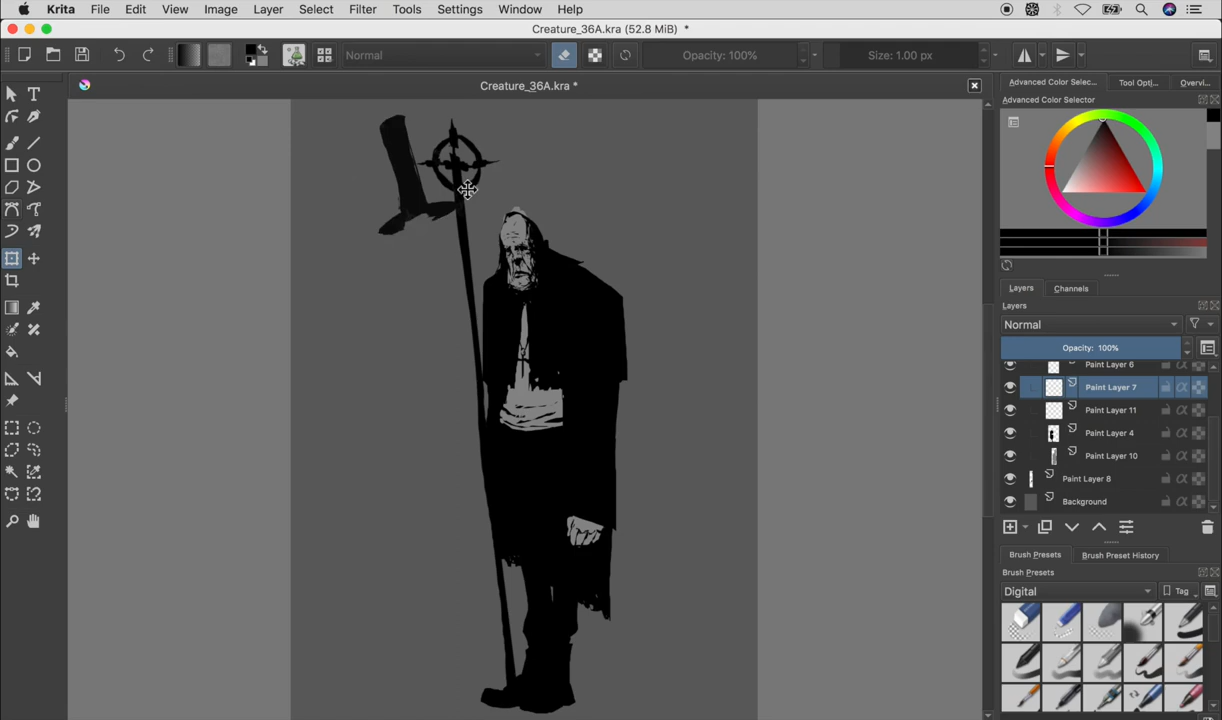 Krita File Edit View Image Layer Select Filter Tools Settings Window Help
Creature_36A.kra (52.8 MiB) *
Normal
Opacity: 100%
Size: 1.00 px
Creature_36A.kra *
Advanced Color Selec...
Tool Opti...
Overvi...
Advanced Color Selector
Layers
Channels
Layers
Normal
Opacity: 100%
Paint Layer 6
Paint Layer 7
Paint Layer 11
Paint Layer 4
Paint Layer 10
Paint Layer 8
Background
Brush Presets
Brush Preset History
Brush Presets
Digital
Tag